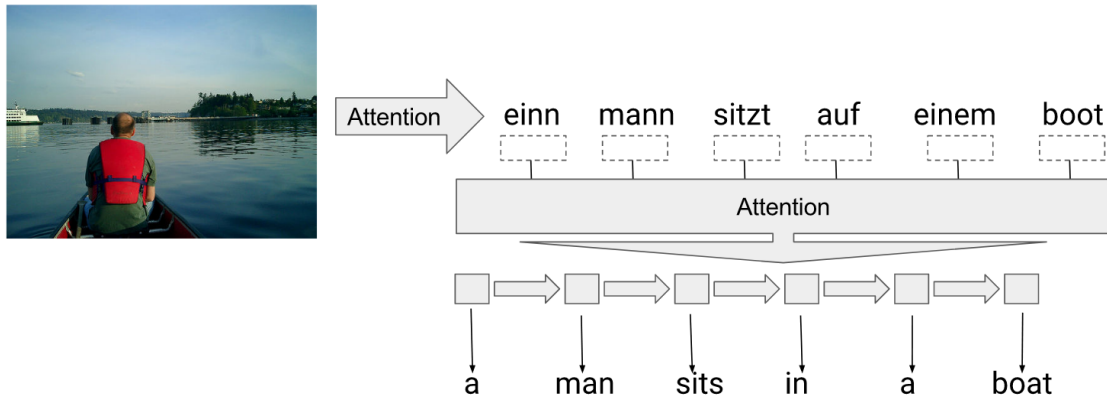 Attention
einn mann sitzt auf einem boot
Attention
a man sits in a boat